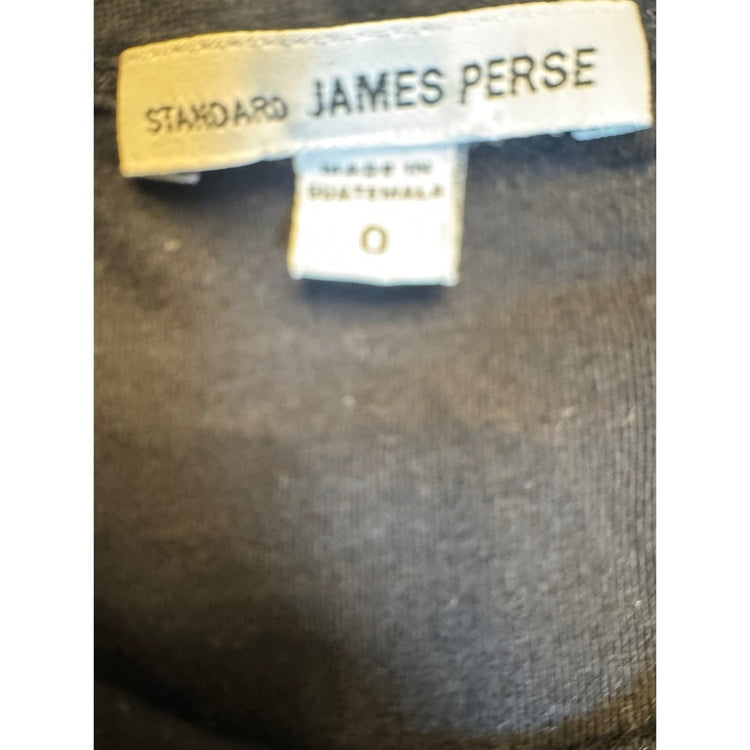 STANDARD JAMES PERSE
MADE IN
GUATEMALA
0